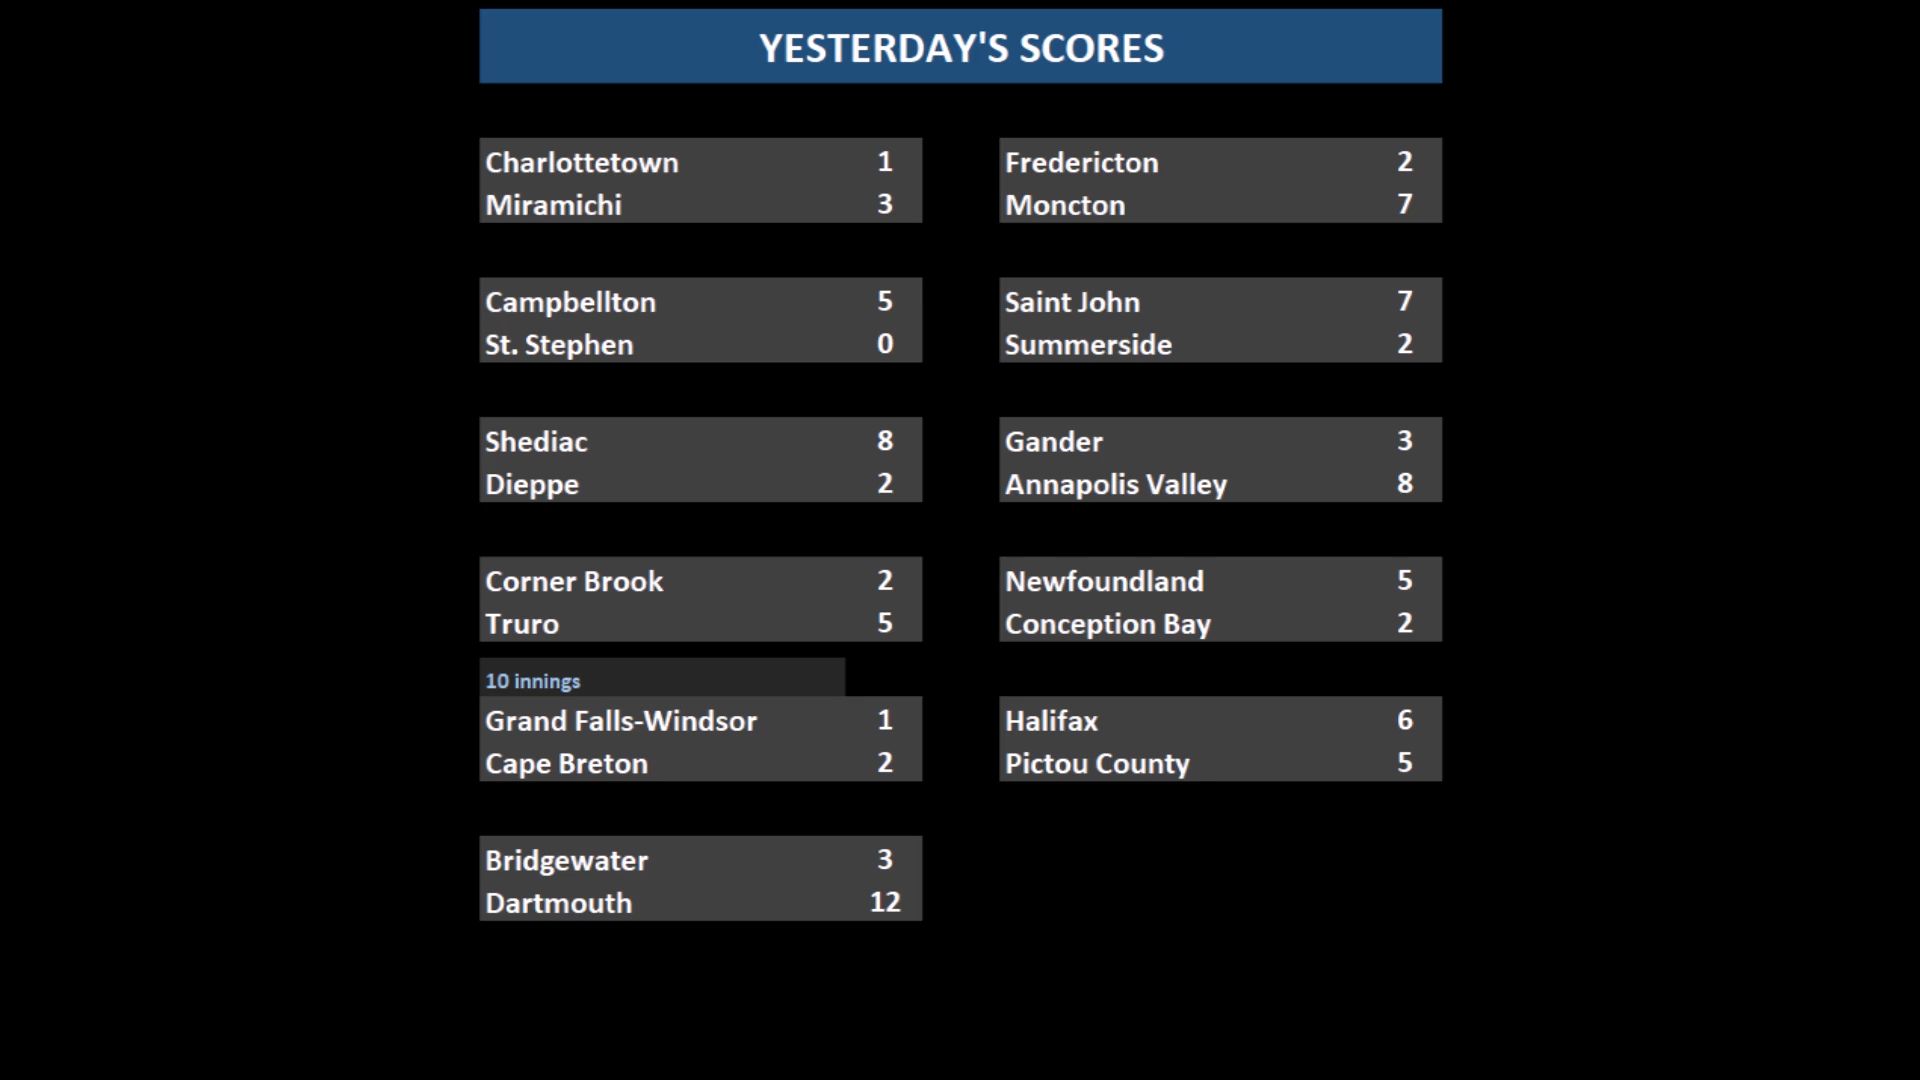 YESTERDAY'S SCORES
Charlottetown 1
Miramichi 3
Fredericton 2
Moncton 7
Campbellton 5
St. Stephen 0
Saint John 7
Summerside 2
Shediac 8
Dieppe 2
Gander 3
Annapolis Valley 8
Corner Brook 2
Truro 5
Newfoundland 5
Conception Bay 2
10 innings
Grand Falls-Windsor 1
Cape Breton 2
Halifax 6
Pictou County 5
Bridgewater 3
Dartmouth 12